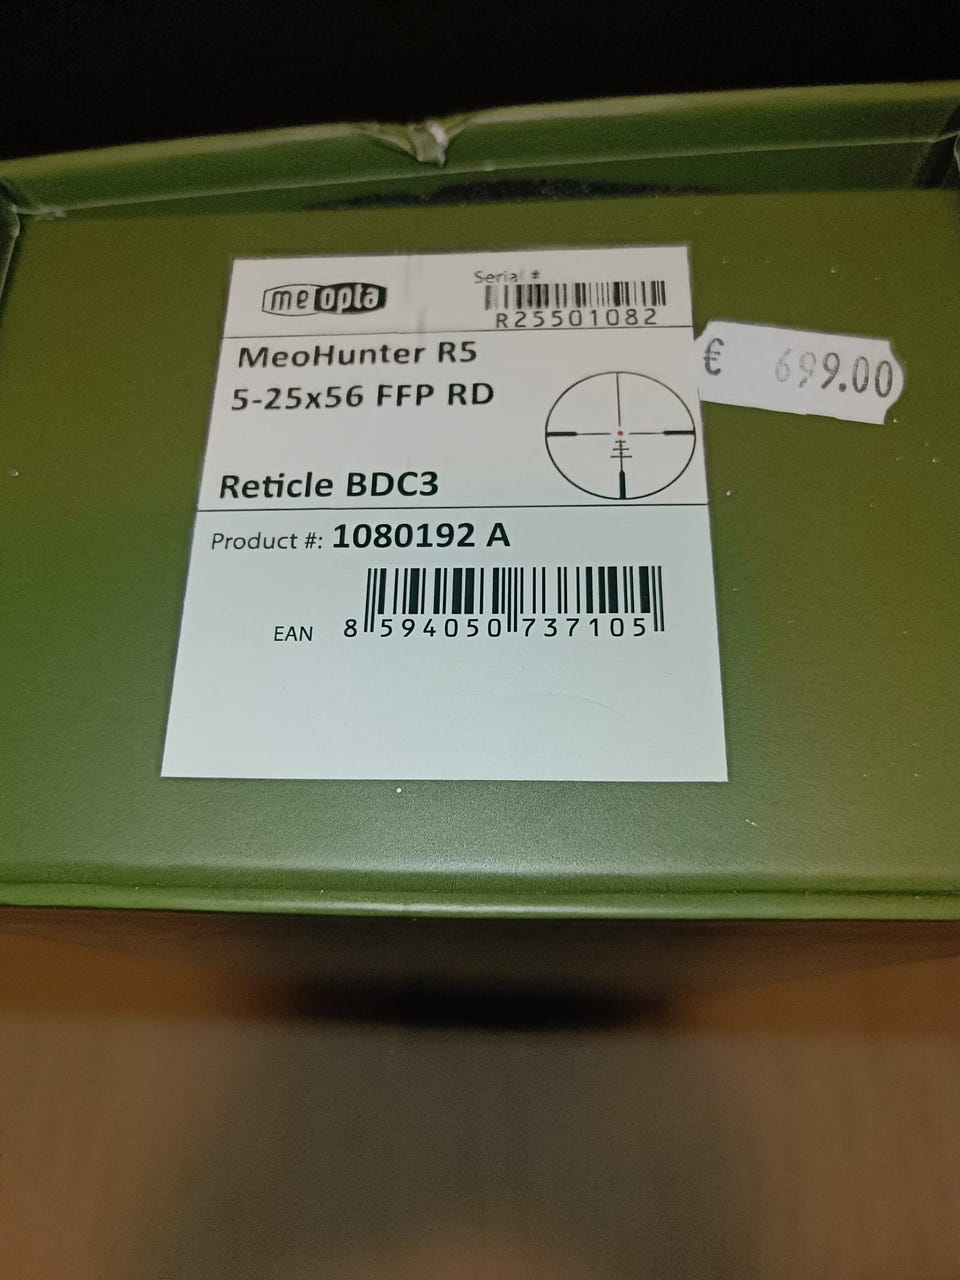 meopta
Serial #
R25501082
MeoHunter R5
5-25x56 FFP RD
Reticle BDC3
€ 699.00
Product #: 1080192 A
EAN 8 594050 737105